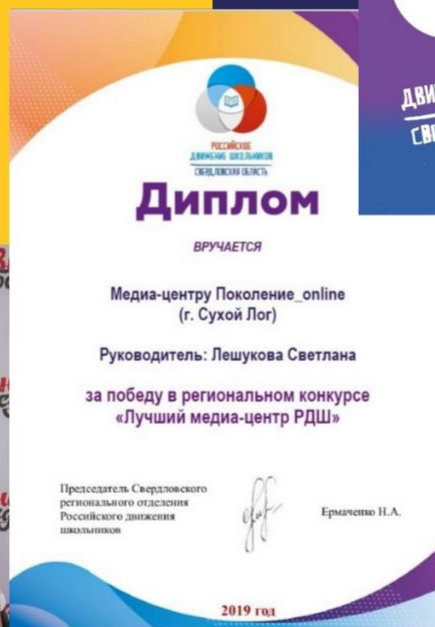 РОССИЙСКОЕ
ДВИЖЕНИЕ ШКОЛЬНИКОВ
СВЕРДЛОВСКАЯ ОБЛАСТЬ
Диплом
ВРУЧАЕТСЯ
Медиа-центру Поколение_online
(г. Сухой Лог)
Руководитель: Лешукова Светлана
за победу в региональном конкурсе
«Лучший медиа-центр РДШ»
Председатель Свердловского
регионального отделения
Российского движения
школьников
Ермаченко Н.А.
2019 год